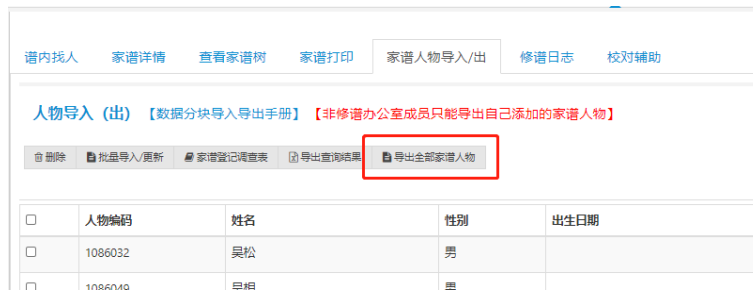 谱内找人 家谱详情 查看家谱树 家谱打印 家谱人物导入/出 修谱日志 校对辅助
人物导入（出）【数据分块导入导出手册】【非修谱办公室成员只能导出自己添加的家谱人物】
删除 批量导入/更新 家谱登记调查表 导出查询结果 导出全部家谱人物
人物编码 姓名 性别 出生日期
1086032 吴松 男
1086049 男